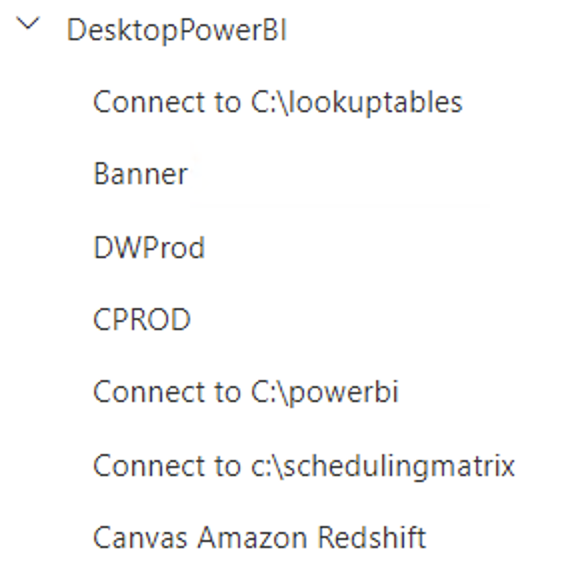 DesktopPowerBI
Connect to C:\lookuptables
Banner
DWProd
CPROD
Connect to C:\powerbi
Connect to c:\schedulingmatrix
Canvas Amazon Redshift